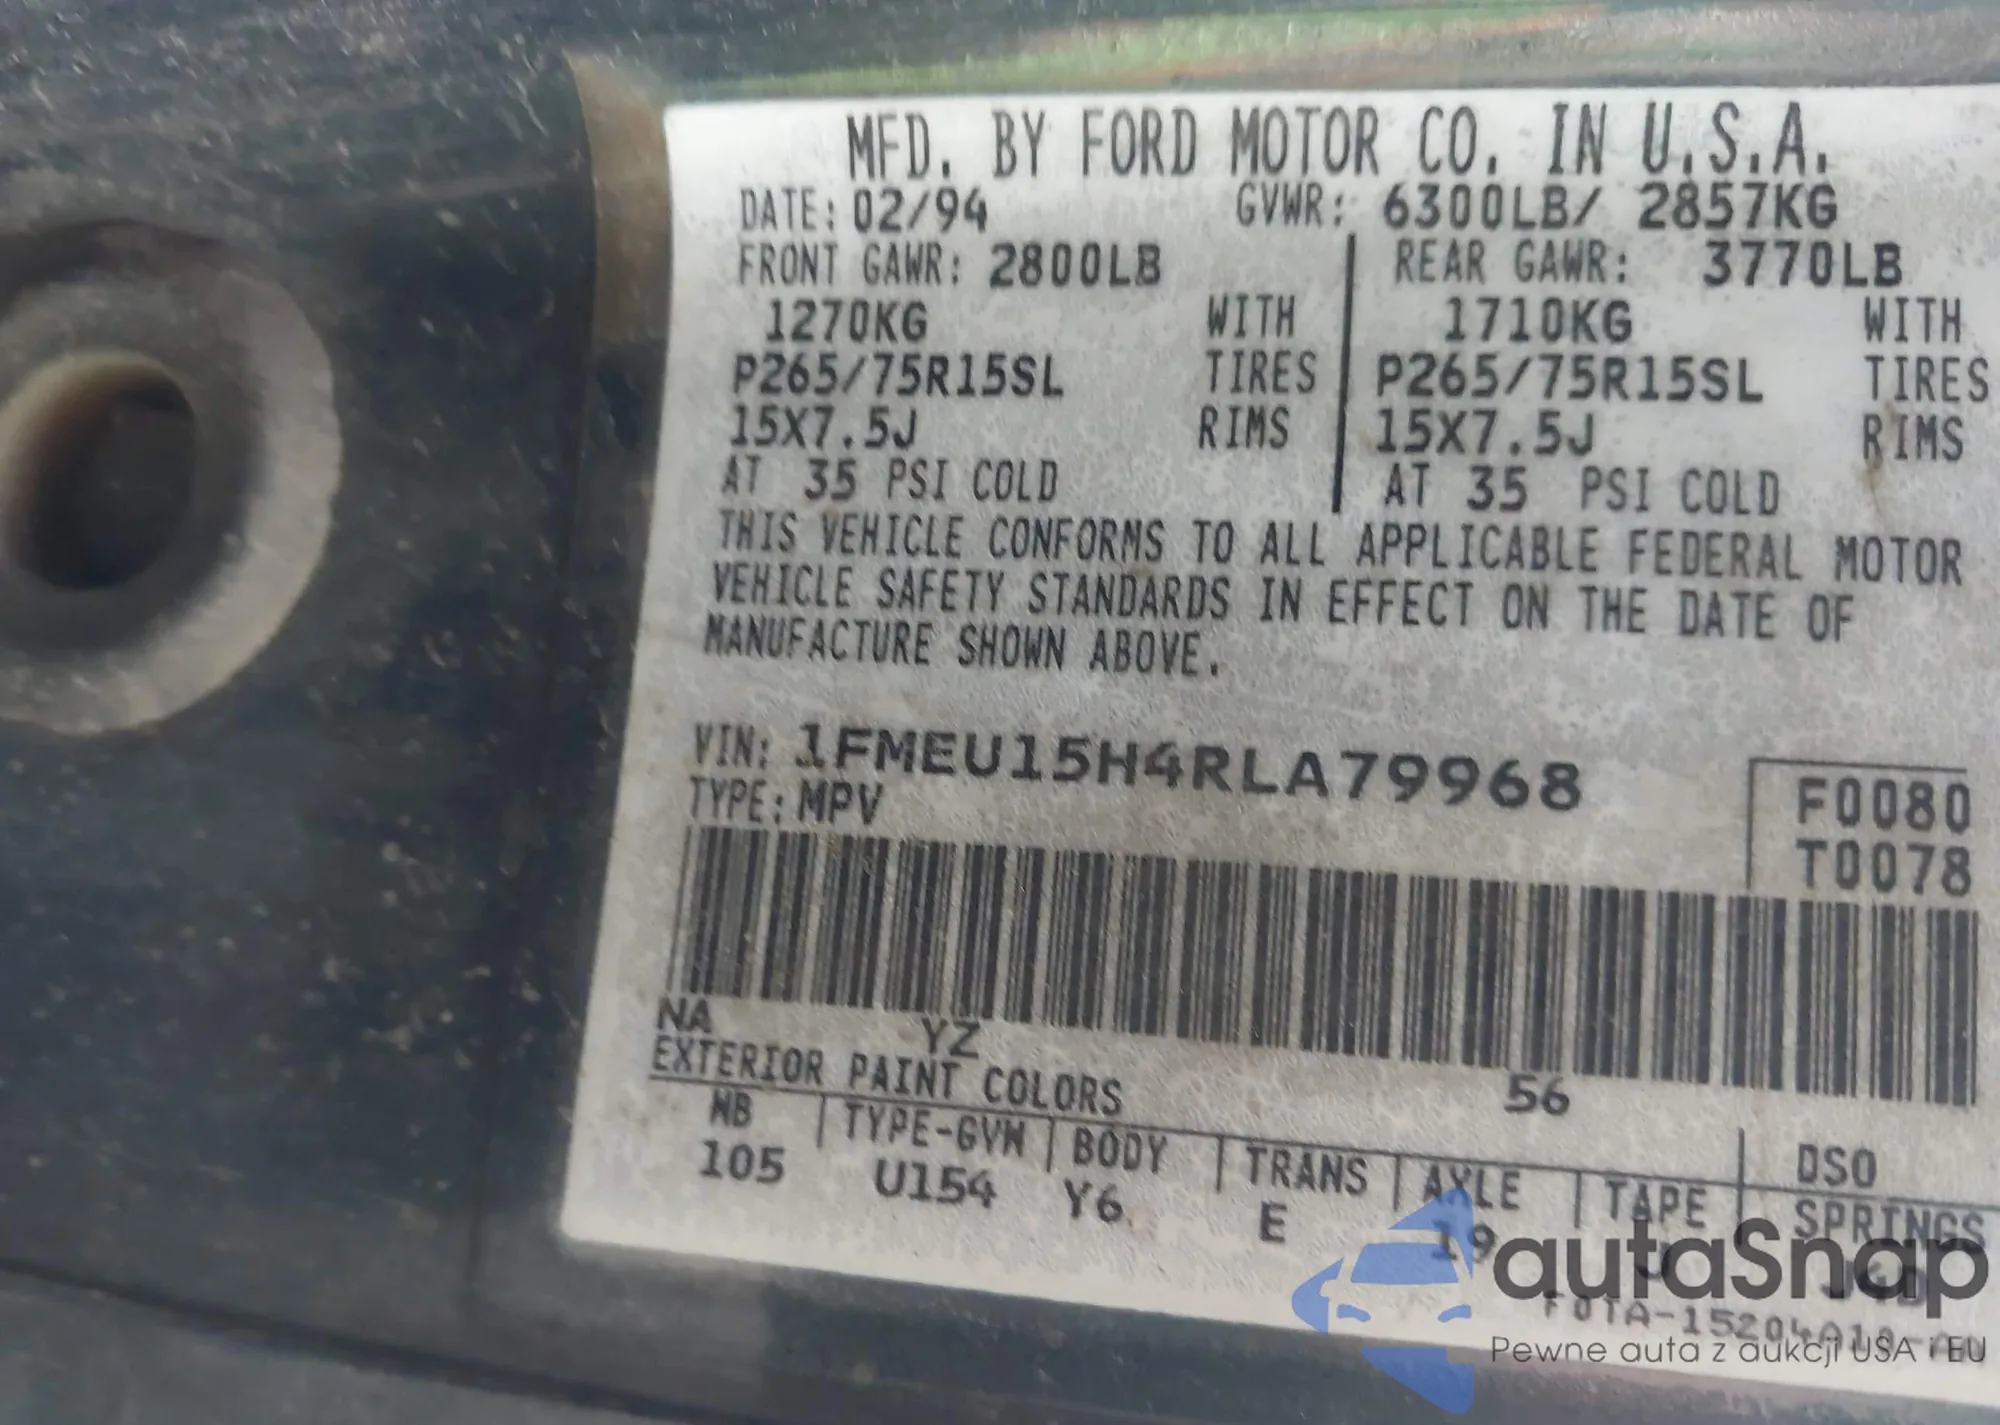 MFD. BY FORD MOTOR CO. IN U.S.A.
DATE: 02/94 GVWR: 6300LB/ 2857KG
FRONT GAWR: 2800LB REAR GAWR: 3770LB
1270KG WITH 1710KG WITH
P265/75R15SL TIRES P265/75R15SL TIRES
15X7.5J RIMS 15X7.5J RIMS
AT 35 PSI COLD AT 35 PSI COLD
THIS VEHICLE CONFORMS TO ALL APPLICABLE FEDERAL MOTOR
VEHICLE SAFETY STANDARDS IN EFFECT ON THE DATE OF
MANUFACTURE SHOWN ABOVE.
VIN: 1FMEU15H4RLA79968 F0080
TYPE: MPV T0078
NA YZ
EXTERIOR PAINT COLORS 56 DSO
WB TYPE-GVW BODY TRANS AXLE TAPE SPRINGS
105 U154 Y6 E 19
autaSnap
Pewne auta z aukcji USA i EU